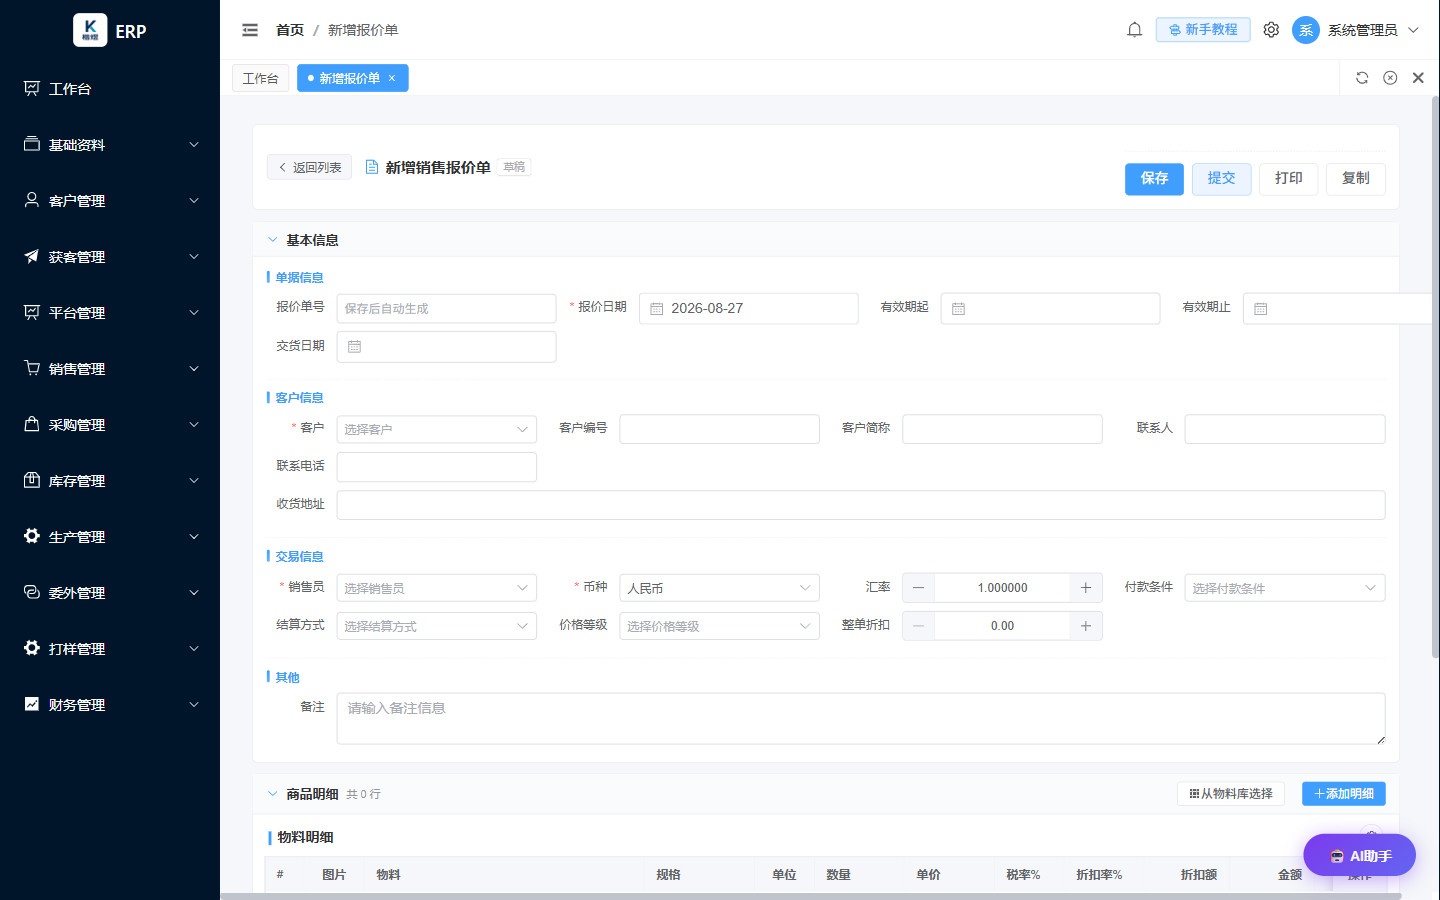 K
ERP
首页 / 新增报价单
新手教程
系
系统管理员
工作台
新增报价单
工作台
基础资料
客户管理
获客管理
平台管理
销售管理
采购管理
库存管理
生产管理
委外管理
打样管理
财务管理
返回列表
新增销售报价单
草稿
保存
提交
打印
复制
基本信息
单据信息
报价单号 保存后自动生成
* 报价日期 2026-08-27
有效期起
有效期止
交货日期
客户信息
* 客户 选择客户
客户编号
客户简称
联系人
联系电话
收货地址
交易信息
* 销售员 选择销售员
* 币种 人民币
汇率 1.000000
付款条件 选择付款条件
结算方式 选择结算方式
价格等级 选择价格等级
整单折扣 0.00
其他
备注 请输入备注信息
商品明细 共 0 行
从物料库选择
添加明细
物料明细
AI助手
# 图片 物料 规格 单位 数量 单价 税率% 折扣率% 折扣额 金额 操作